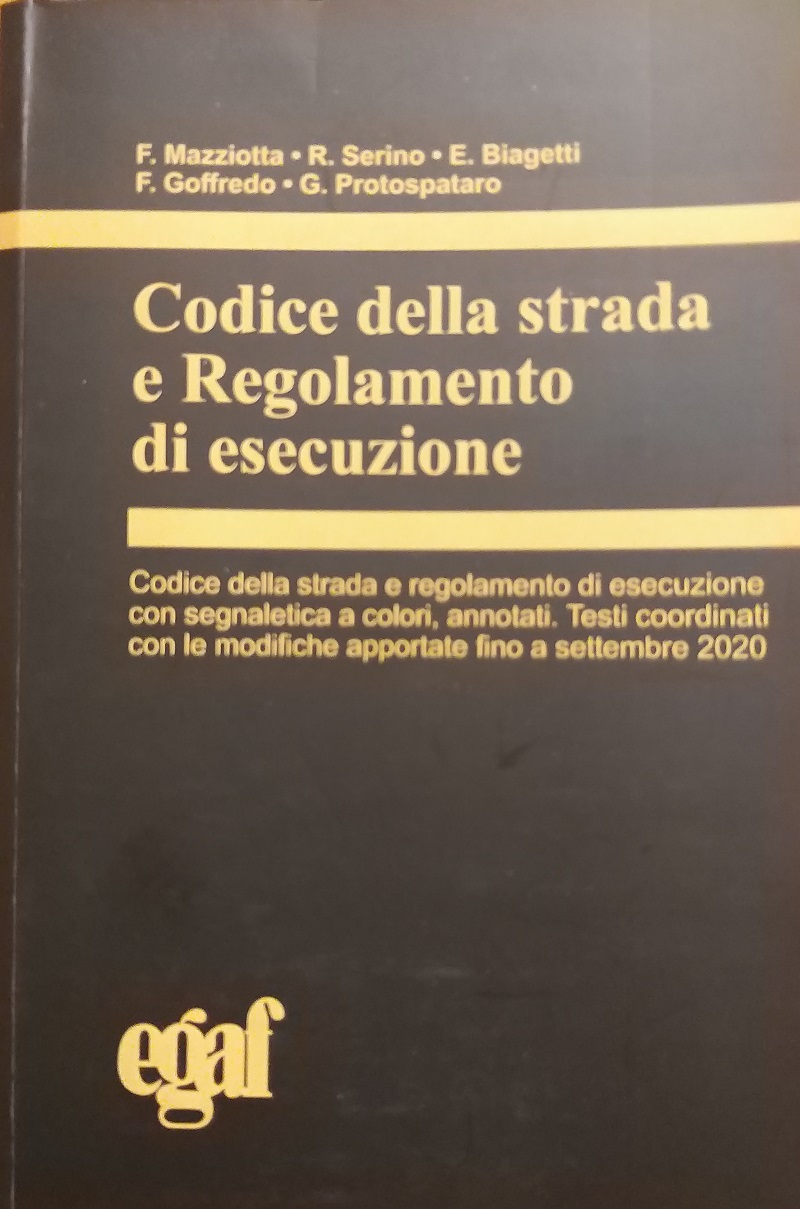 F. Mazziotta • R. Serino • E. Biagetti
F. Goffredo • G. Protospataro
Codice della strada
e Regolamento
di esecuzione
Codice della strada e regolamento di esecuzione
con segnaletica a colori, annotati. Testi coordinati
con le modifiche apportate fino a settembre 2020
egaf